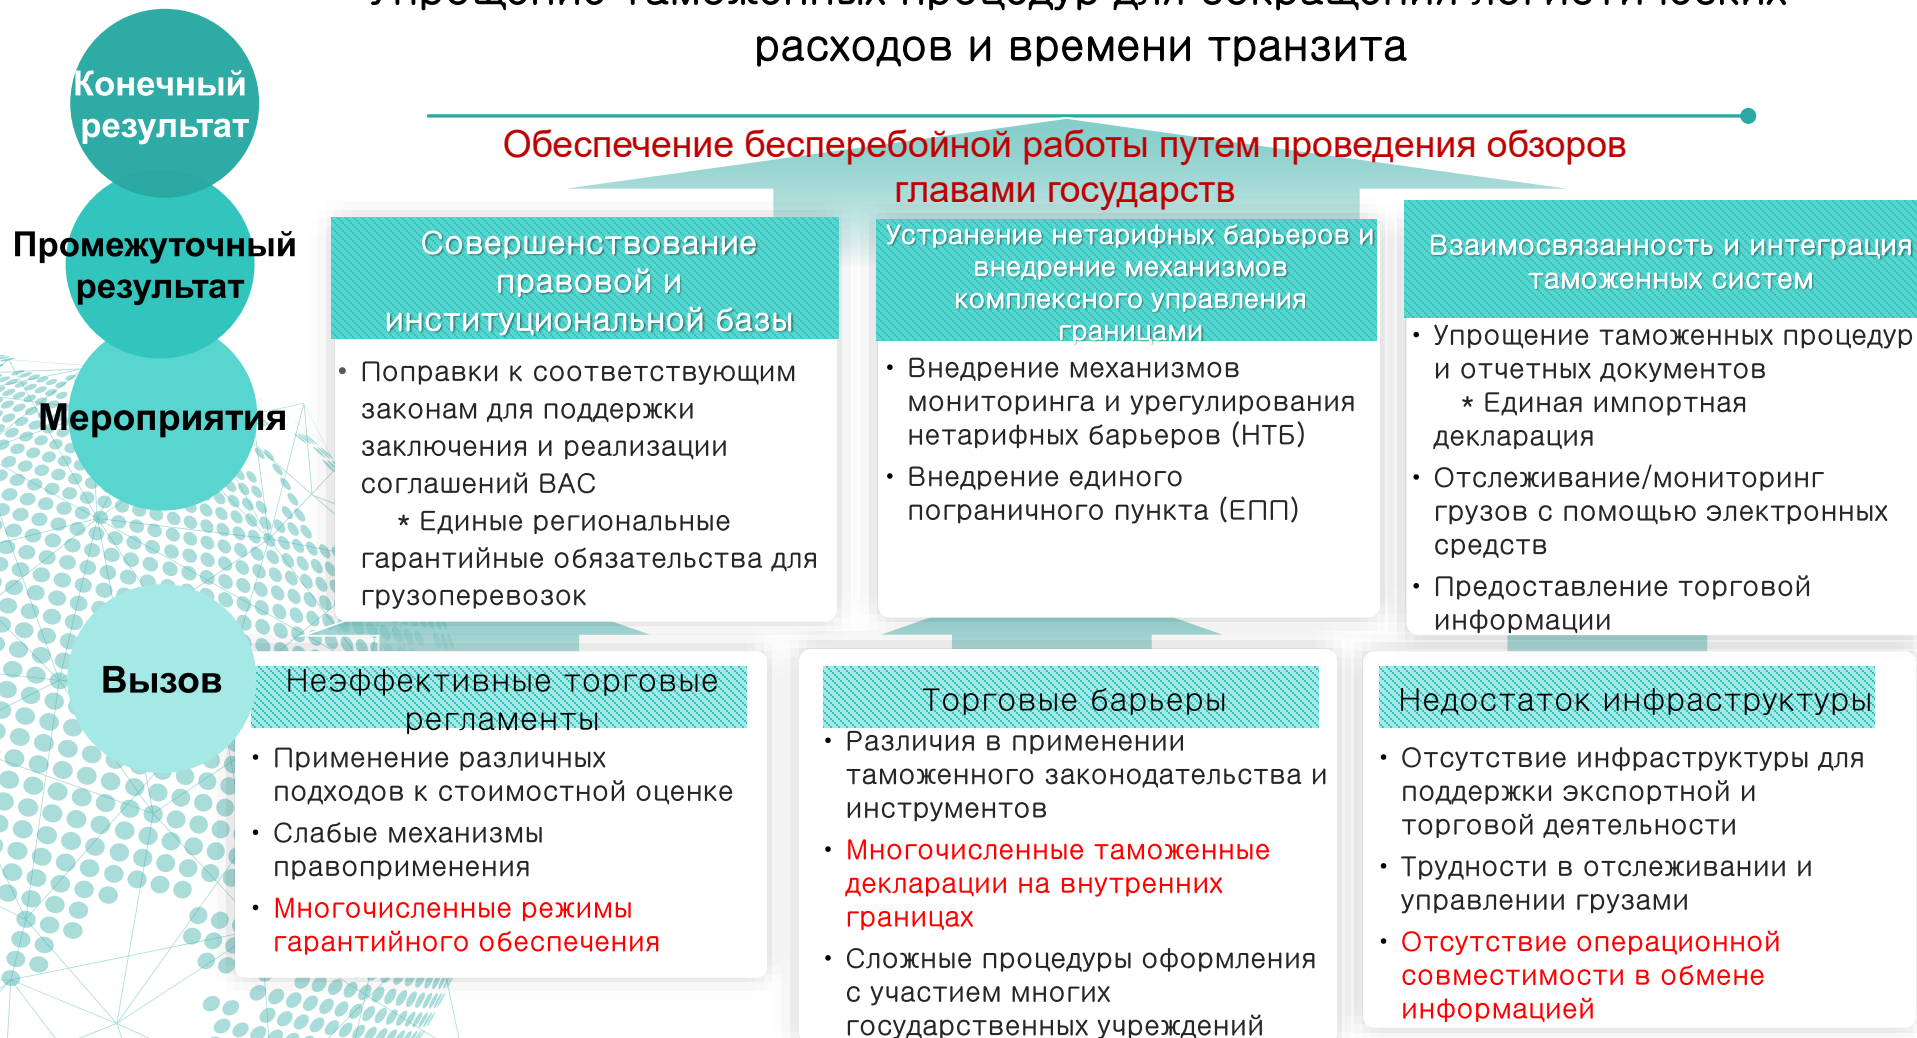 Упрощение таможенных процедур для сокращения логистических
расходов и времени транзита
Конечный
результат
Обеспечение бесперебойной работы путем проведения обзоров
главами государств
Промежуточный
результат
Совершенствование
правовой и
институциональной базы
Устранение нетарифных барьеров и
внедрение механизмов
комплексного управления
границами
Взаимосвязанность и интеграция
таможенных систем
Мероприятия
• Поправки к соответствующим
законам для поддержки
заключения и реализации
соглашений ВАС
* Единые региональные
гарантийные обязательства для
грузоперевозок
• Внедрение механизмов
мониторинга и урегулирования
нетарифных барьеров (НТБ)
• Внедрение единого
пограничного пункта (ЕПП)
• Упрощение таможенных процедур
и отчетных документов
* Единая импортная
декларация
• Отслеживание/мониторинг
грузов с помощью электронных
средств
• Предоставление торговой
информации
Вызов
Неэффективные торговые
регламенты
• Применение различных
подходов к стоимостной оценке
• Слабые механизмы
правоприменения
• Многочисленные режимы
гарантийного обеспечения
Торговые барьеры
• Различия в применении
таможенного законодательства и
инструментов
• Многочисленные таможенные
декларации на внутренних
границах
• Сложные процедуры оформления
с участием многих
государственных учреждений
Недостаток инфраструктуры
• Отсутствие инфраструктуры для
поддержки экспортной и
торговой деятельности
• Трудности в отслеживании и
управлении грузами
• Отсутствие операционной
совместимости в обмене
информацией